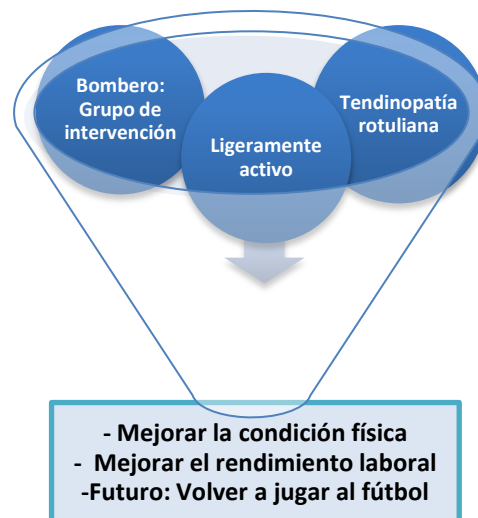 Bombero:
Grupo de
intervención
Ligeramente
activo
Tendinopatía
rotuliana
- Mejorar la condición física
- Mejorar el rendimiento laboral
-Futuro: Volver a jugar al fútbol